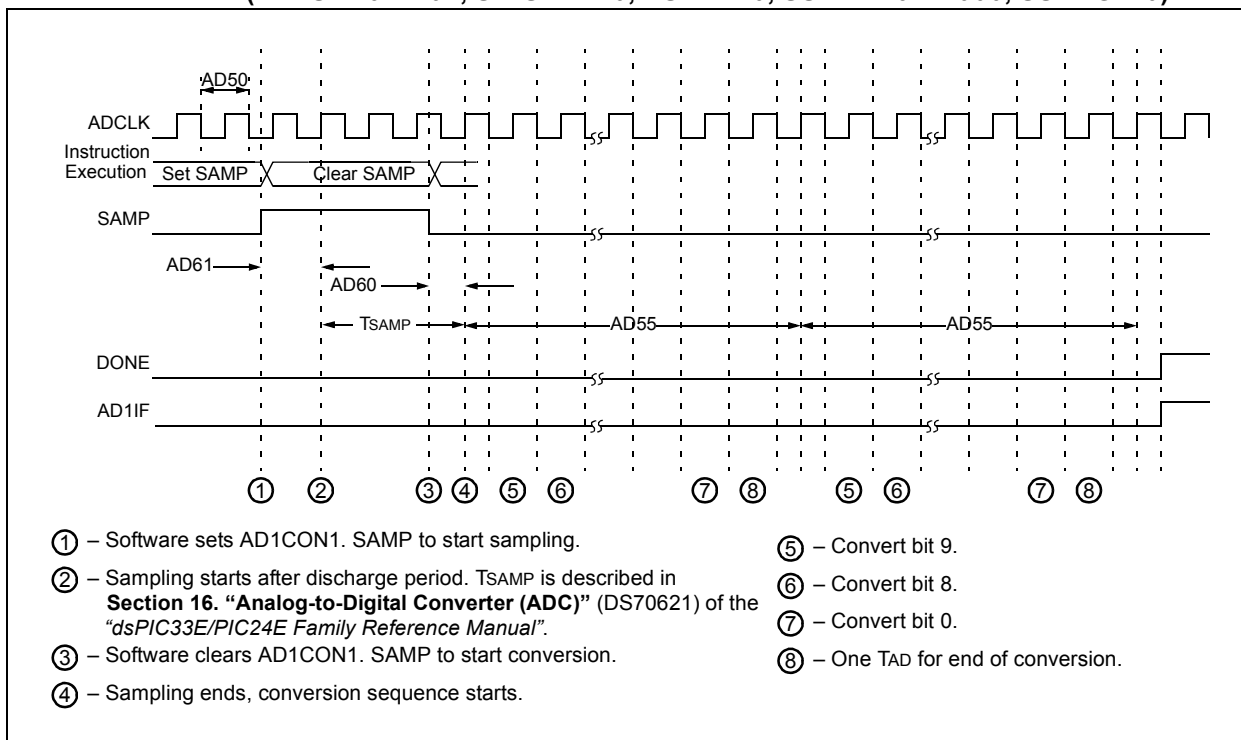 AD50
ADCLK
Instruction
Execution
Set SAMP
Clear SAMP
SAMP
AD61
AD60
TSAMP
AD55
AD55
DONE
AD1IF
1 2 3 4 5 6 7 8 5 6 7 8
1 – Software sets AD1CON1. SAMP to start sampling.
2 – Sampling starts after discharge period. TSAMP is described in
Section 16. “Analog-to-Digital Converter (ADC)” (DS70621) of the
“dsPIC33E/PIC24E Family Reference Manual”.
3 – Software clears AD1CON1. SAMP to start conversion.
4 – Sampling ends, conversion sequence starts.
5 – Convert bit 9.
6 – Convert bit 8.
7 – Convert bit 0.
8 – One TAD for end of conversion.